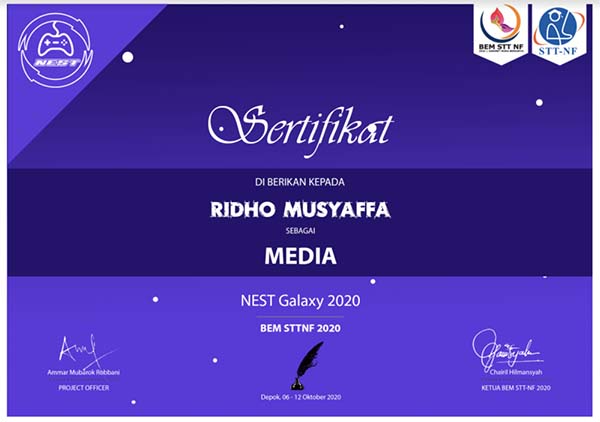 NEST
BEM STT NF
STT-NF
Sertifikat
DI BERIKAN KEPADA
RIDHO MUSYAFFA
SEBAGAI
MEDIA
NEST Galaxy 2020
BEM STTNF 2020
Ammar Mubarok Robbani
PROJECT OFFICER
Chairil Hilmansyah
KETUA BEM STT-NF 2020
Depok, 06 - 12 Oktober 2020